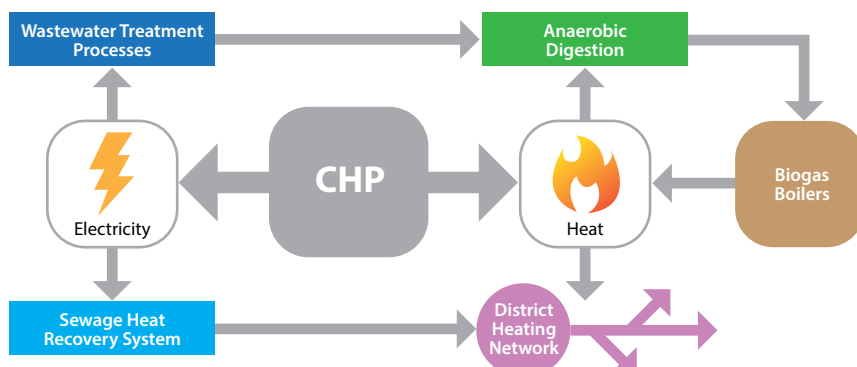 Wastewater Treatment
Processes
Anaerobic
Digestion
CHP
Electricity
Heat
Biogas
Boilers
Sewage Heat
Recovery System
District
Heating
Network